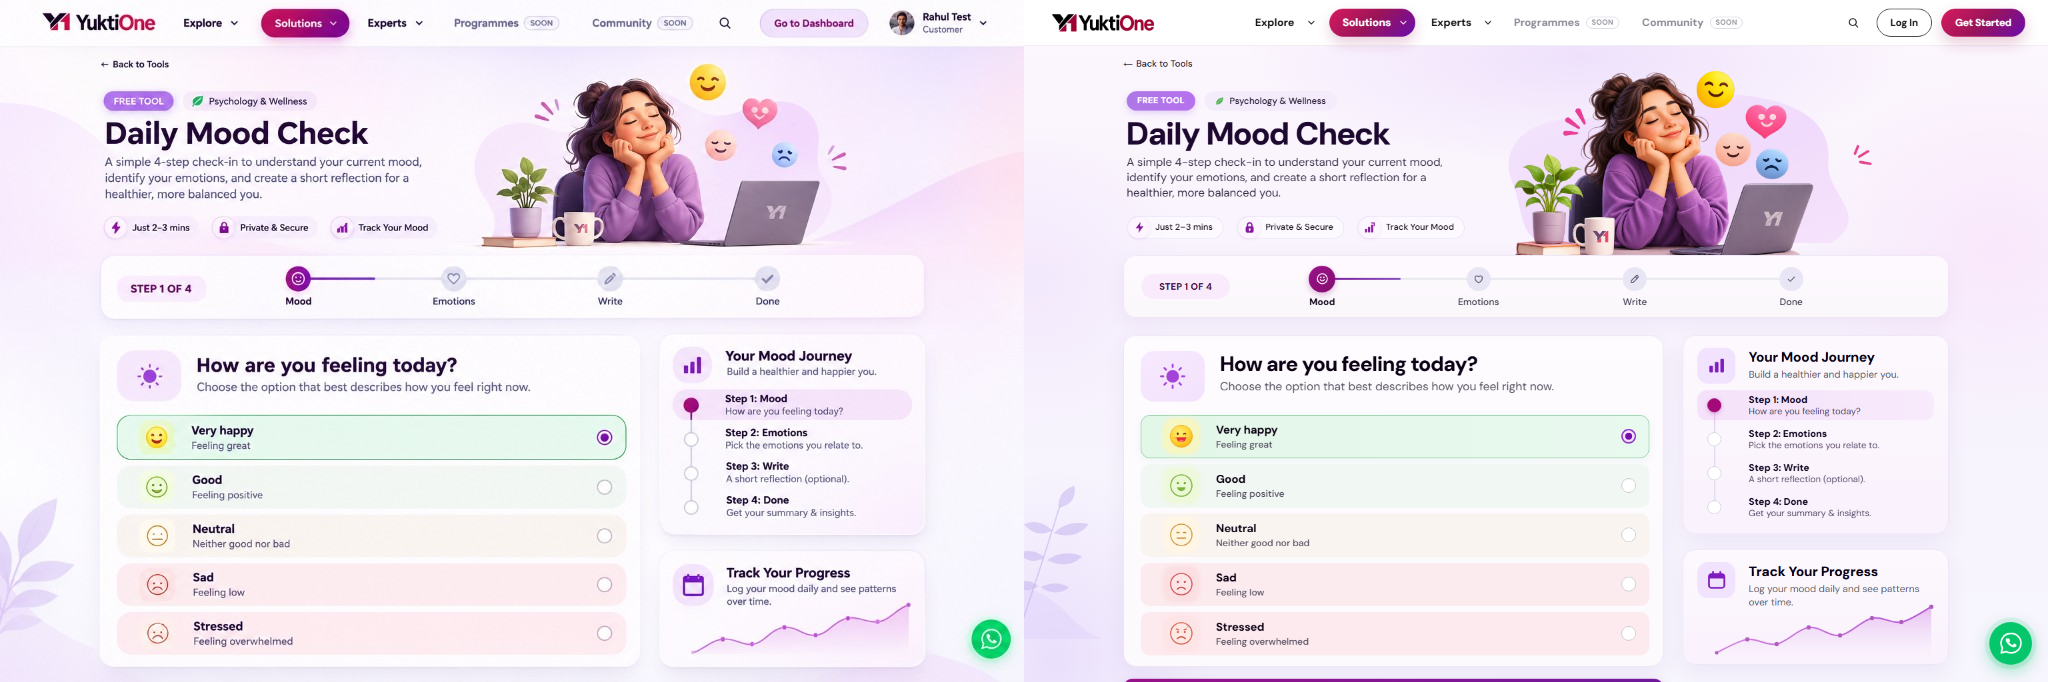 YuktiOne
Explore
Solutions
Experts
Programmes SOON
Community SOON
Go to Dashboard
Rahul Test
Customer
← Back to Tools
FREE TOOL
Psychology & Wellness
Daily Mood Check
A simple 4-step check-in to understand your current mood,
identify your emotions, and create a short reflection for a
healthier, more balanced you.
Just 2–3 mins
Private & Secure
Track Your Mood
STEP 1 OF 4
Mood
Emotions
Write
Done
How are you feeling today?
Choose the option that best describes how you feel right now.
Very happy
Feeling great
Good
Feeling positive
Neutral
Neither good nor bad
Sad
Feeling low
Stressed
Feeling overwhelmed
Your Mood Journey
Build a healthier and happier you.
Step 1: Mood
How are you feeling today?
Step 2: Emotions
Pick the emotions you relate to.
Step 3: Write
A short reflection (optional).
Step 4: Done
Get your summary & insights.
Track Your Progress
Log your mood daily and see patterns
over time.
YuktiOne
Explore
Solutions
Experts
Programmes SOON
Community SOON
Log In
Get Started
← Back to Tools
FREE TOOL
Psychology & Wellness
Daily Mood Check
A simple 4-step check-in to understand your current mood,
identify your emotions, and create a short reflection for a
healthier, more balanced you.
Just 2–3 mins
Private & Secure
Track Your Mood
STEP 1 OF 4
Mood
Emotions
Write
Done
How are you feeling today?
Choose the option that best describes how you feel right now.
Very happy
Feeling great
Good
Feeling positive
Neutral
Neither good nor bad
Sad
Feeling low
Stressed
Feeling overwhelmed
Your Mood Journey
Build a healthier and happier you.
Step 1: Mood
How are you feeling today?
Step 2: Emotions
Pick the emotions you relate to.
Step 3: Write
A short reflection (optional).
Step 4: Done
Get your summary & insights.
Track Your Progress
Log your mood daily and see patterns
over time.